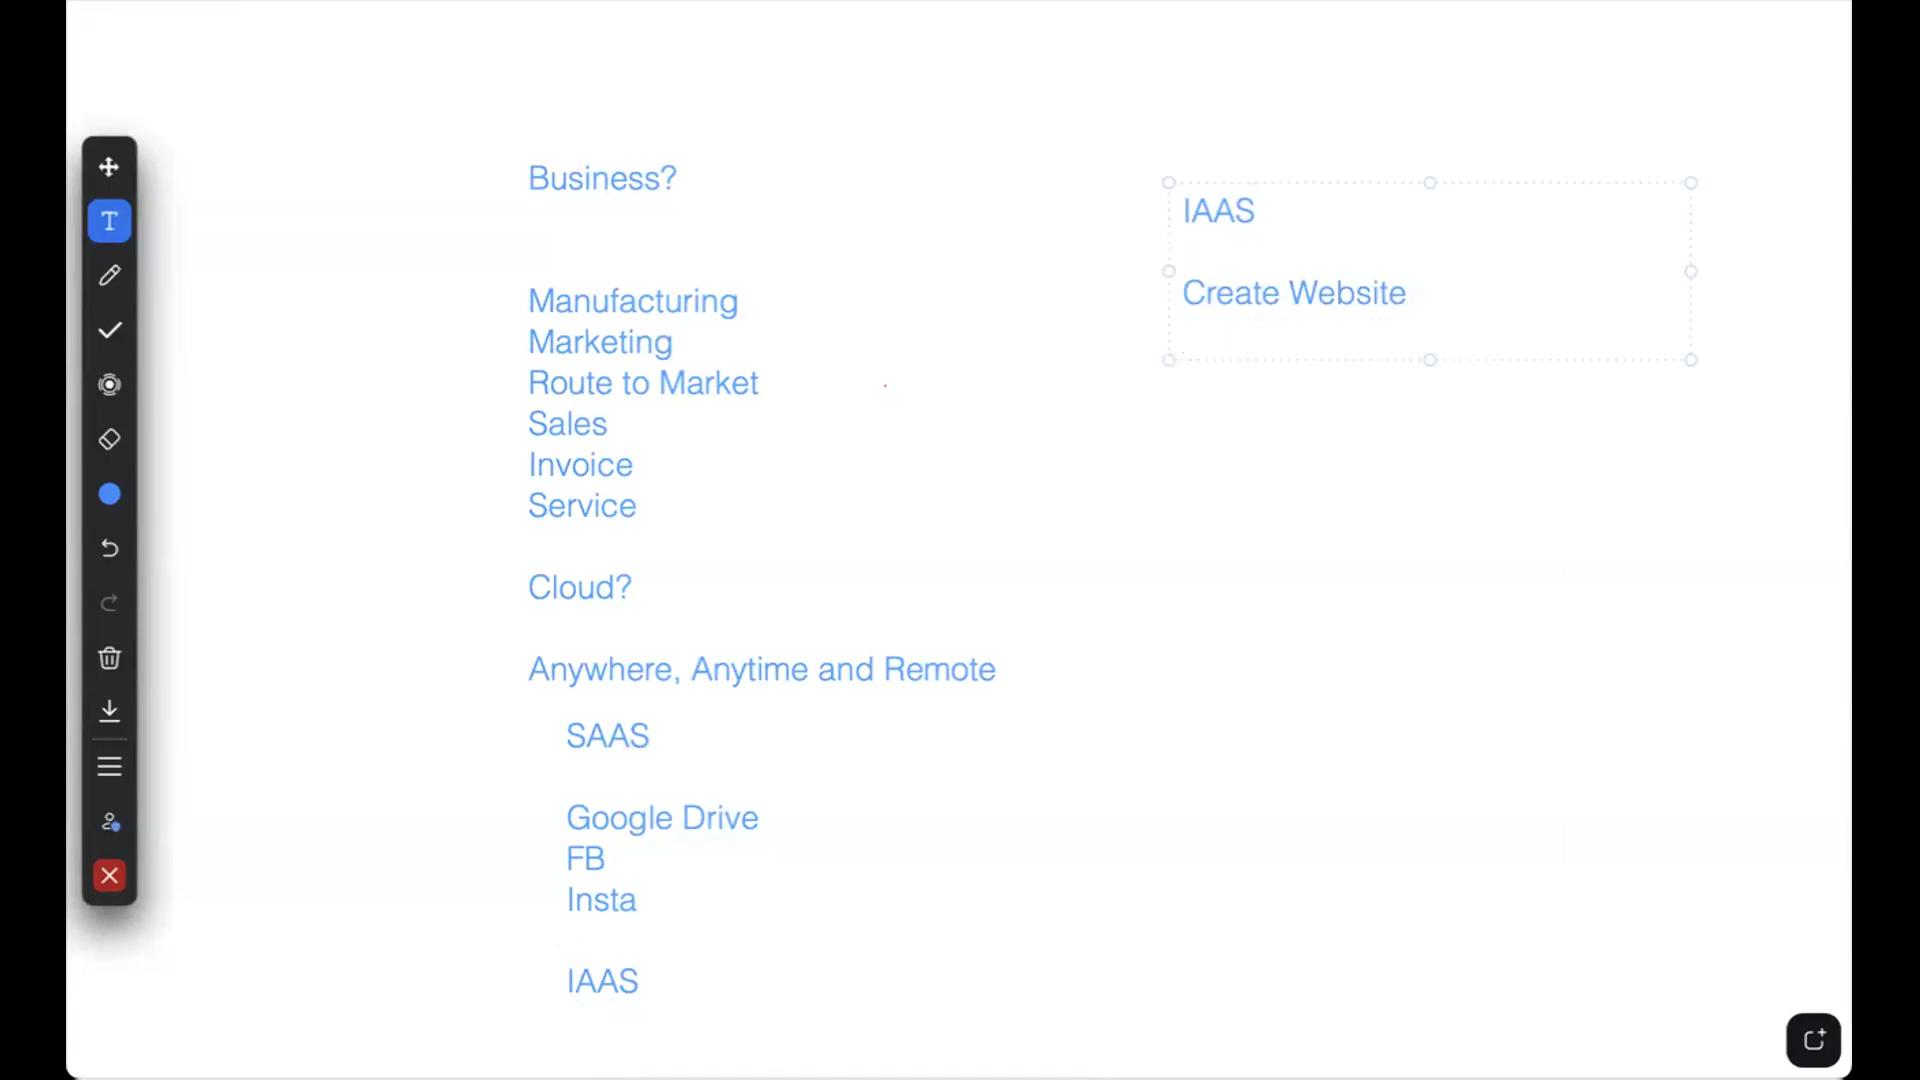 Business?
Manufacturing
Marketing
Route to Market
Sales
Invoice
Service
Cloud?
Anywhere, Anytime and Remote
SAAS
Google Drive
FB
Insta
IAAS
IAAS
Create Website